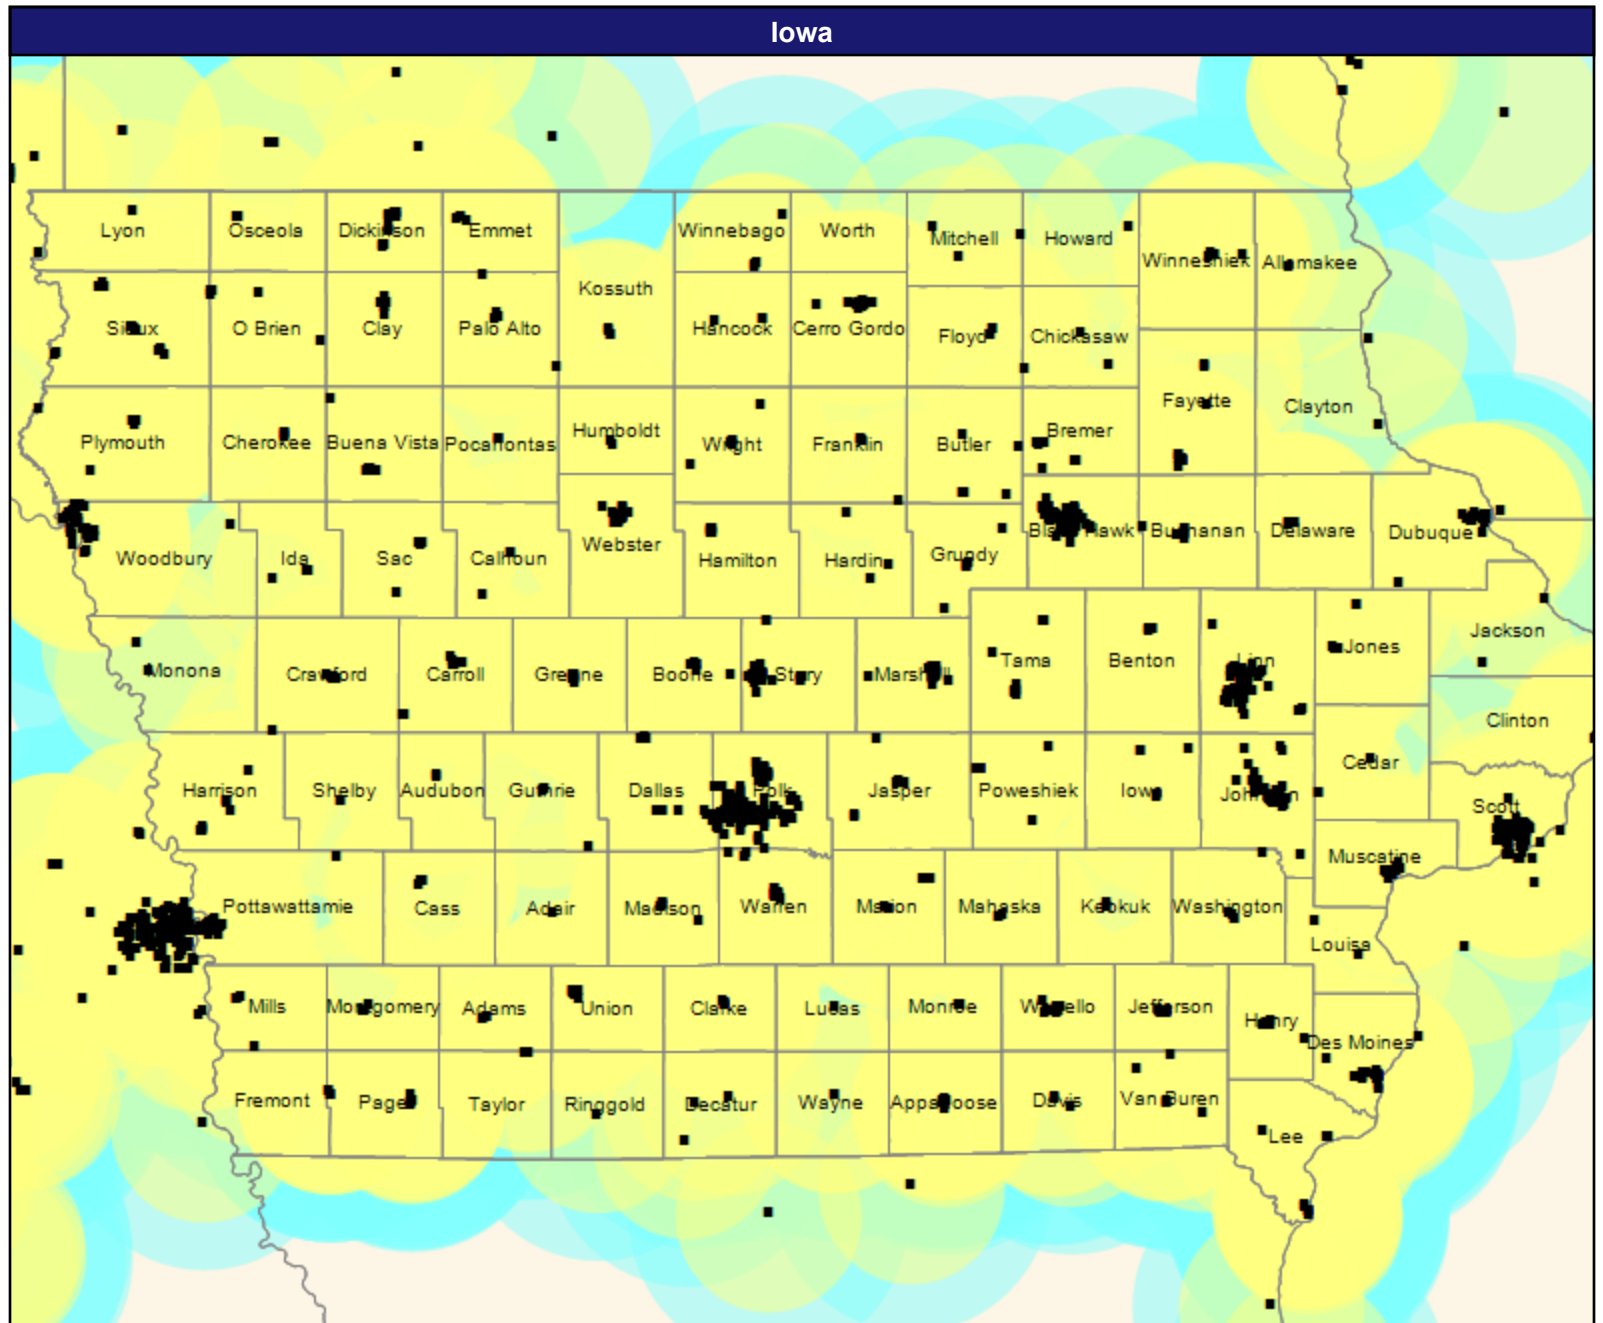 Iowa
Lyon
Osceola
Dickinson
Emmet
Winnebago
Worth
Mitchell
Howard
Winneshiek
Allamakee
Kossuth
Sioux
O Brien
Clay
Palo Alto
Hancock
Cerro Gordo
Floyd
Chickasaw
Fayette
Clayton
Plymouth
Cherokee
Buena Vista
Pocahontas
Humboldt
Wright
Franklin
Butler
Bremer
Woodbury
Ida
Sac
Calhoun
Webster
Hamilton
Hardin
Grundy
Black Hawk
Buchanan
Delaware
Dubuque
Monona
Crawford
Carroll
Greene
Boone
Story
Marshall
Tama
Benton
Linn
Jones
Jackson
Clinton
Harrison
Shelby
Audubon
Guthrie
Dallas
Polk
Jasper
Poweshiek
Iowa
Johnson
Cedar
Scott
Muscatine
Pottawattamie
Cass
Adair
Madison
Warren
Marion
Mahaska
Keokuk
Washington
Louisa
Mills
Montgomery
Adams
Union
Clarke
Lucas
Monroe
Wapello
Jefferson
Henry
Des Moines
Fremont
Page
Taylor
Ringgold
Decatur
Wayne
Appanoose
Davis
Van Buren
Lee